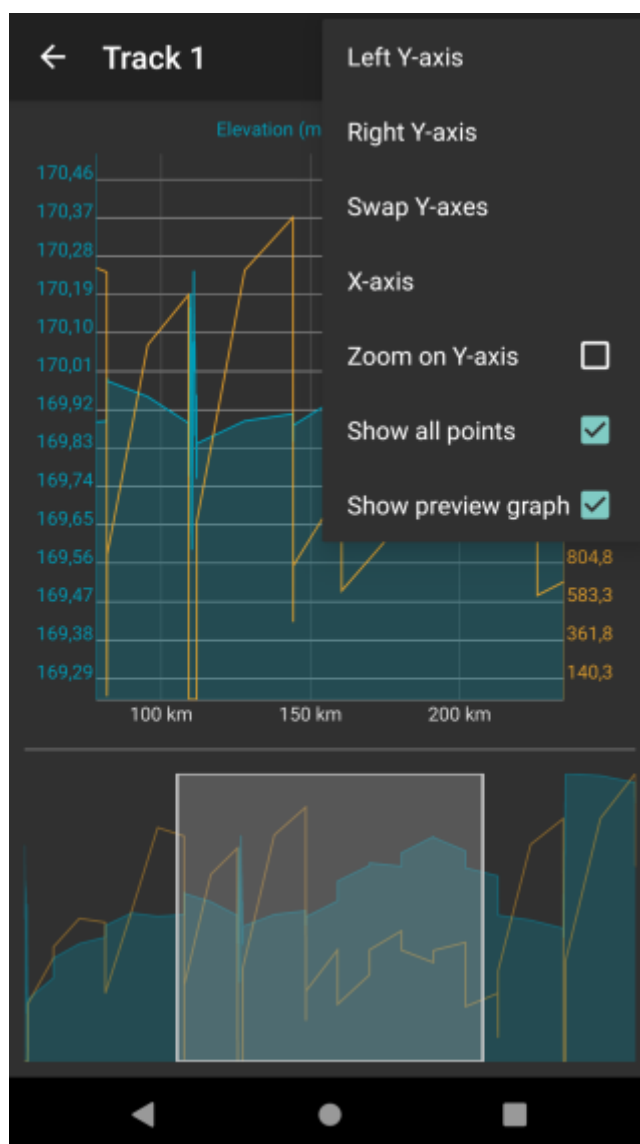 Track 1
Left Y-axis
Right Y-axis
Swap Y-axes
X-axis
Zoom on Y-axis
Show all points
Show preview graph
Elevation (m
170,46
170,37
170,28
170,19
170,10
170,01
169,92
169,83
169,74
169,65
169,56
169,47
169,38
169,29
804,8
583,3
361,8
140,3
100 km
150 km
200 km